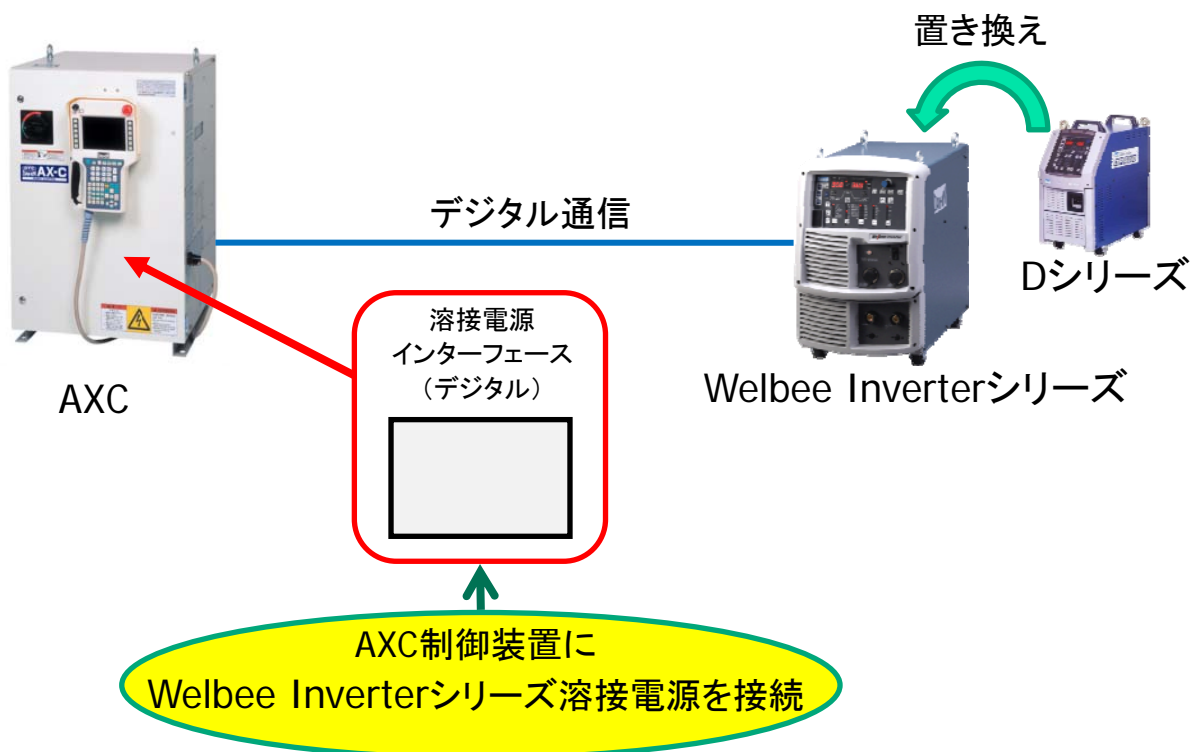 置き換え
AX-C
デジタル通信
Dシリーズ
溶接電源
インターフェース
（デジタル）
AXC
Welbee Inverterシリーズ
AXC制御装置に
Welbee Inverterシリーズ溶接電源を接続